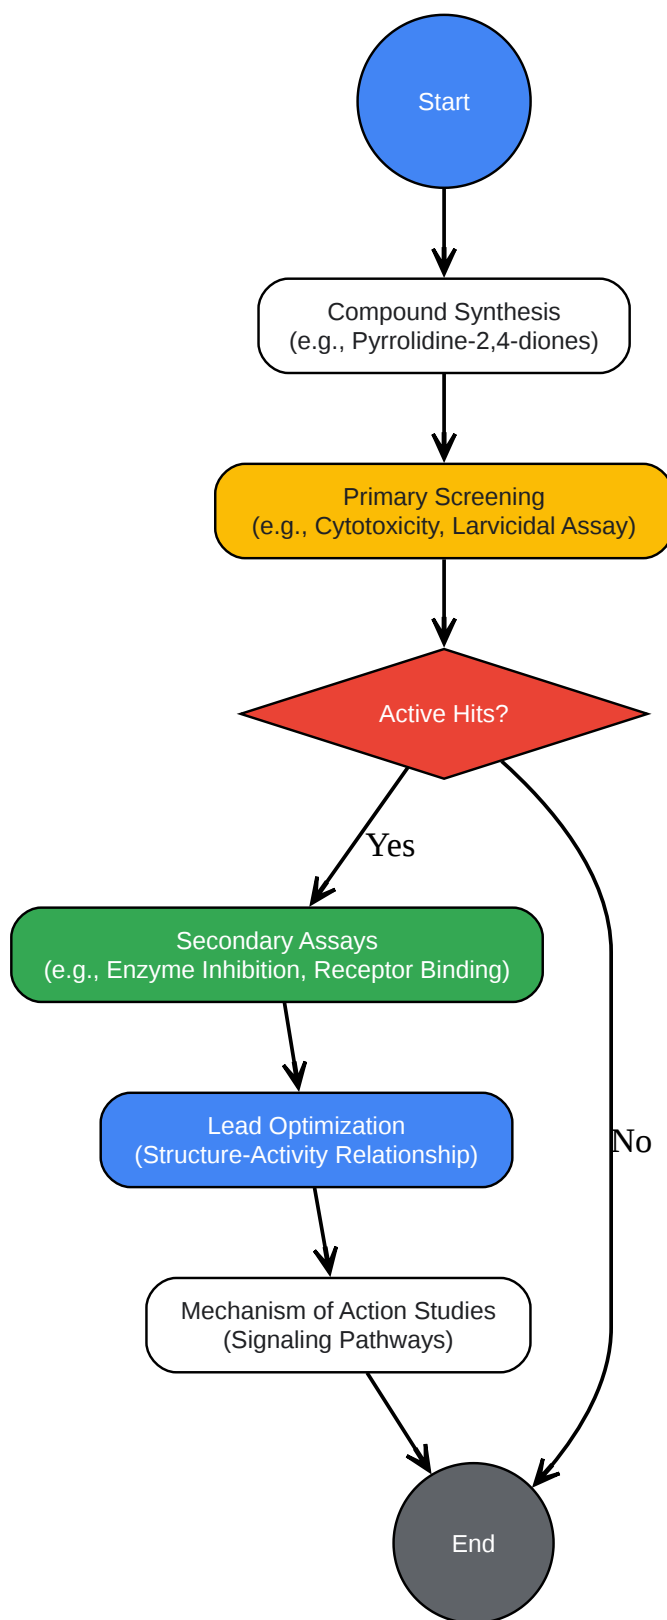 Start
Compound Synthesis
(e.g., Pyrrolidine-2,4-diones)
Primary Screening
(e.g., Cytotoxicity, Larvicidal Assay)
Active Hits?
Yes
Secondary Assays
(e.g., Enzyme Inhibition, Receptor Binding)
Lead Optimization
(Structure-Activity Relationship)
No
Mechanism of Action Studies
(Signaling Pathways)
End